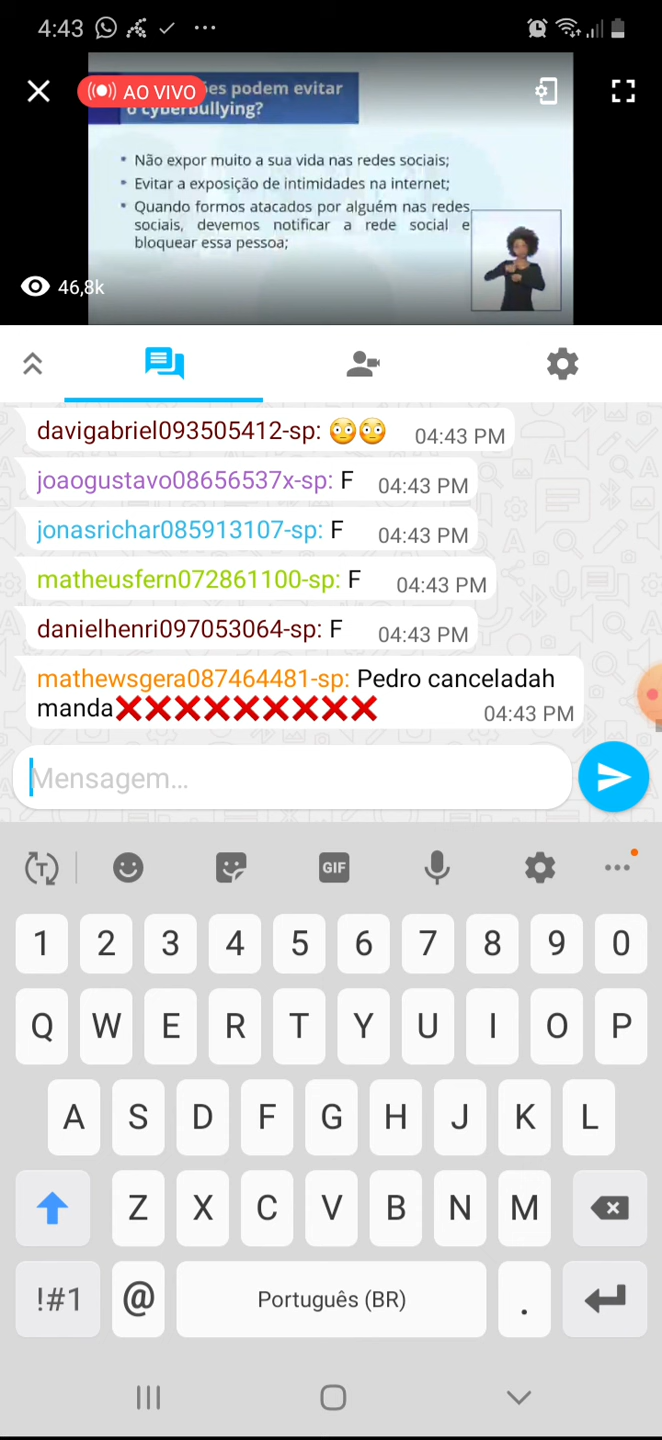 4:43
AO VIVO
ões podem evitar
o cyberbullying?
• Não expor muito a sua vida nas redes sociais;
• Evitar a exposição de intimidades na internet;
• Quando formos atacados por alguém nas redes
sociais, devemos notificar a rede social e
bloquear essa pessoa;
46,8k
davigabriel093505412-sp: 😳😳 04:43 PM
joaogustavo08656537x-sp: F 04:43 PM
jonasrichar085913107-sp: F 04:43 PM
matheusfern072861100-sp: F 04:43 PM
danielhenri097053064-sp: F 04:43 PM
mathewsgera087464481-sp: Pedro canceladah
manda❌❌❌❌❌❌❌❌❌ 04:43 PM
Mensagem...
T GIF
1 2 3 4 5 6 7 8 9 0
Q W E R T Y U I O P
A S D F G H J K L
Z X C V B N M
!#1 @ Português (BR) .